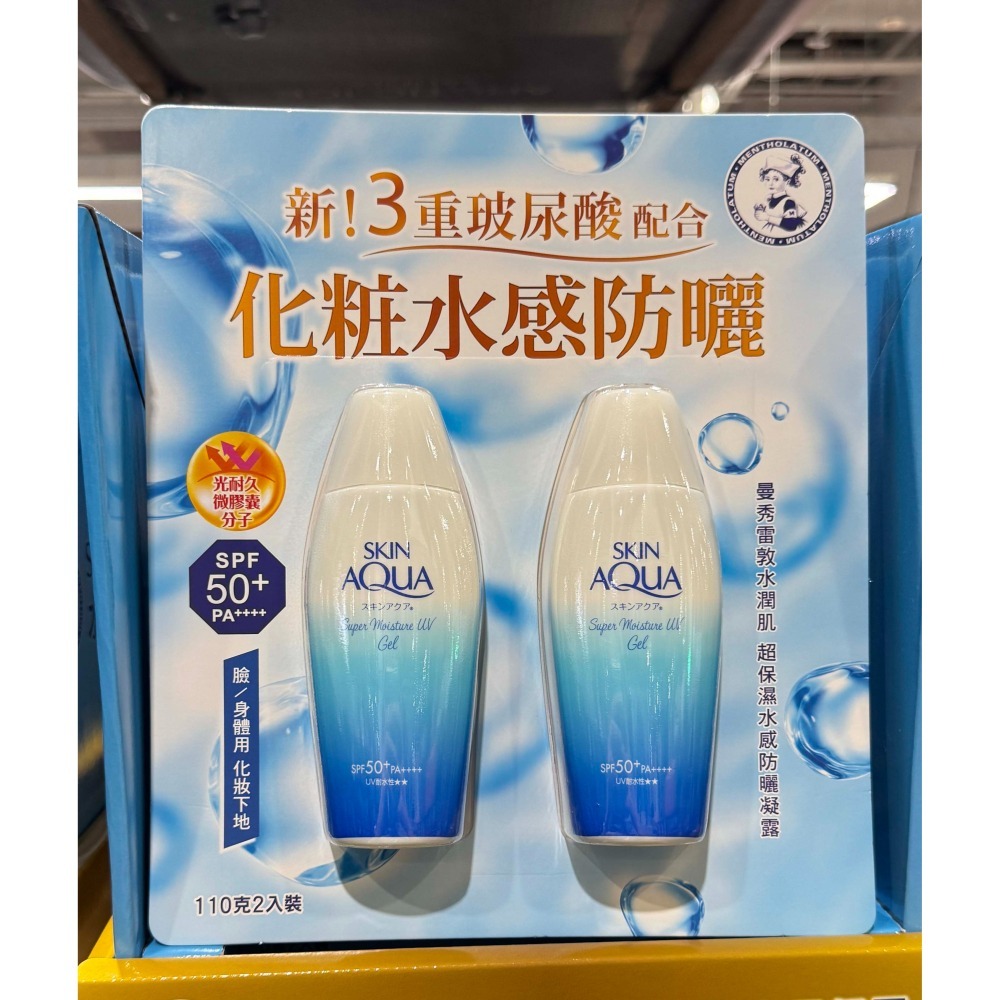 新!3重玻尿酸 配合
化粧水感防曬
MENTHOLATUM · MENTHOLATUM · MENTHOLATUM ·
光耐久
微膠囊
分子
SPF
50+
PA++++
臉/身體用 化妝下地
SKIN
AQUA
スキンアクア®
Super Moisture UV
Gel
SPF50+PA++++
UV耐水性★★
SKIN
AQUA
スキンアクア®
Super Moisture UV
Gel
SPF50+PA++++
UV耐水性★★
曼秀雷敦水潤肌 超保濕水感防曬凝露
110克2入裝